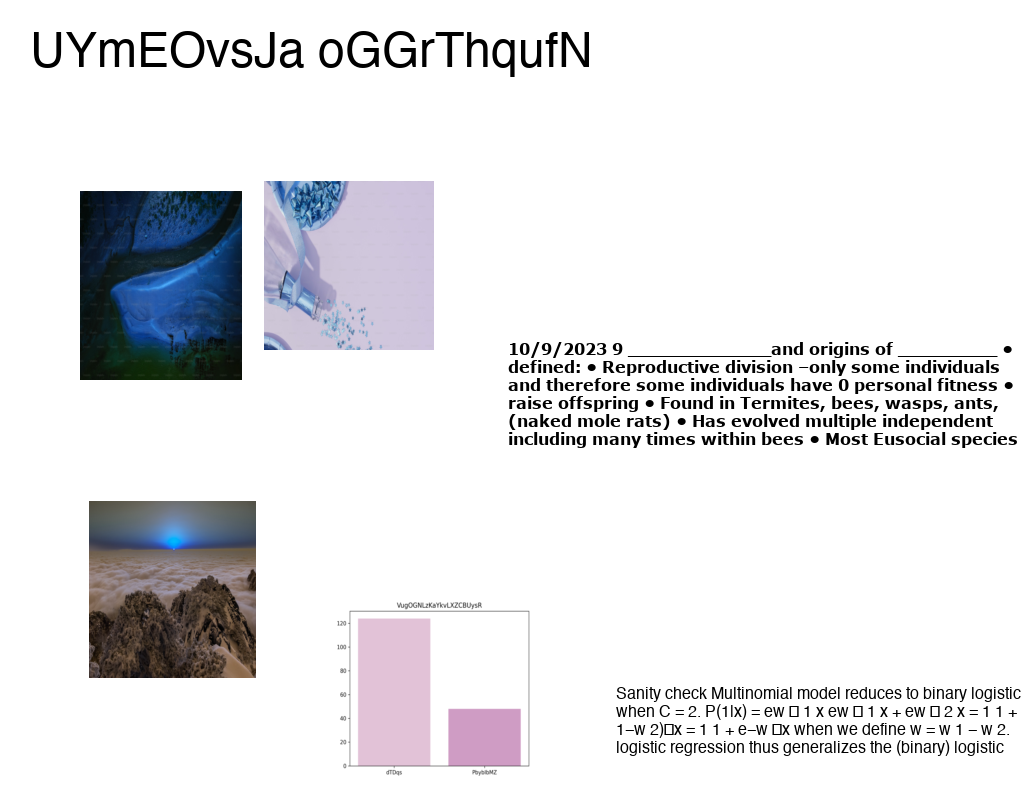 UYmEOvsJa oGGrThqufN
10/9/2023 9 _________________and origins of ____________ •
defined: • Reproductive division –only some individuals
and therefore some individuals have 0 personal fitness •
raise offspring • Found in Termites, bees, wasps, ants,
(naked mole rats) • Has evolved multiple independent
including many times within bees • Most Eusocial species
VugOGNLzKaYkvLXZCBUysR
120
100
80
60
40
20
0
dTDqs PbyblbMZ
Sanity check Multinomial model reduces to binary logistic
when C = 2. P(1|x) = ew □ 1 x ew □ 1 x + ew □ 2 x = 1 1 +
1–w 2)□x = 1 1 + e–w □x when we define w = w 1 – w 2.
logistic regression thus generalizes the (binary) logistic